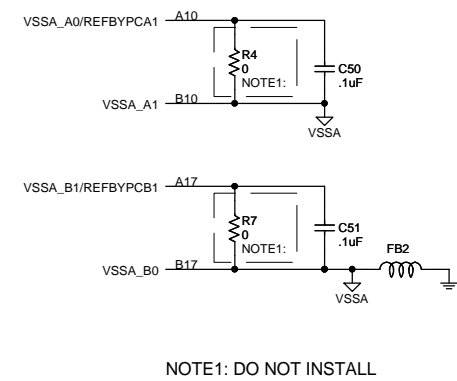 VSSA_A0/REFBYPCA1 A10
R4
0
NOTE1:
C50
.1uF
VSSA_A1 B10
VSSA
VSSA_B1/REFBYPCB1 A17
R7
0
NOTE1:
C51
.1uF
FB2
VSSA_B0 B17
VSSA
NOTE1: DO NOT INSTALL